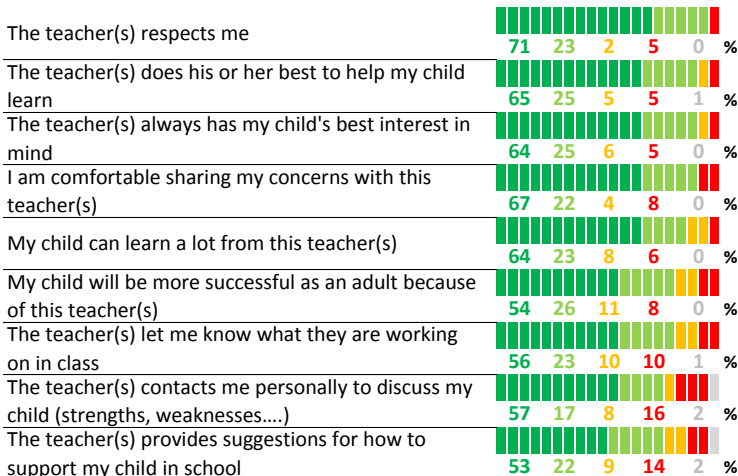 The teacher(s) respects me
71 23 2 5 0 %
The teacher(s) does his or her best to help my child
learn
65 25 5 5 1 %
The teacher(s) always has my child's best interest in
mind
64 25 6 5 0 %
I am comfortable sharing my concerns with this
teacher(s)
67 22 4 8 0 %
My child can learn a lot from this teacher(s)
64 23 8 6 0 %
My child will be more successful as an adult because
of this teacher(s)
54 26 11 8 0 %
The teacher(s) let me know what they are working
on in class
56 23 10 10 1 %
The teacher(s) contacts me personally to discuss my
child (strengths, weaknesses....)
57 17 8 16 2 %
The teacher(s) provides suggestions for how to
support my child in school
53 22 9 14 2 %